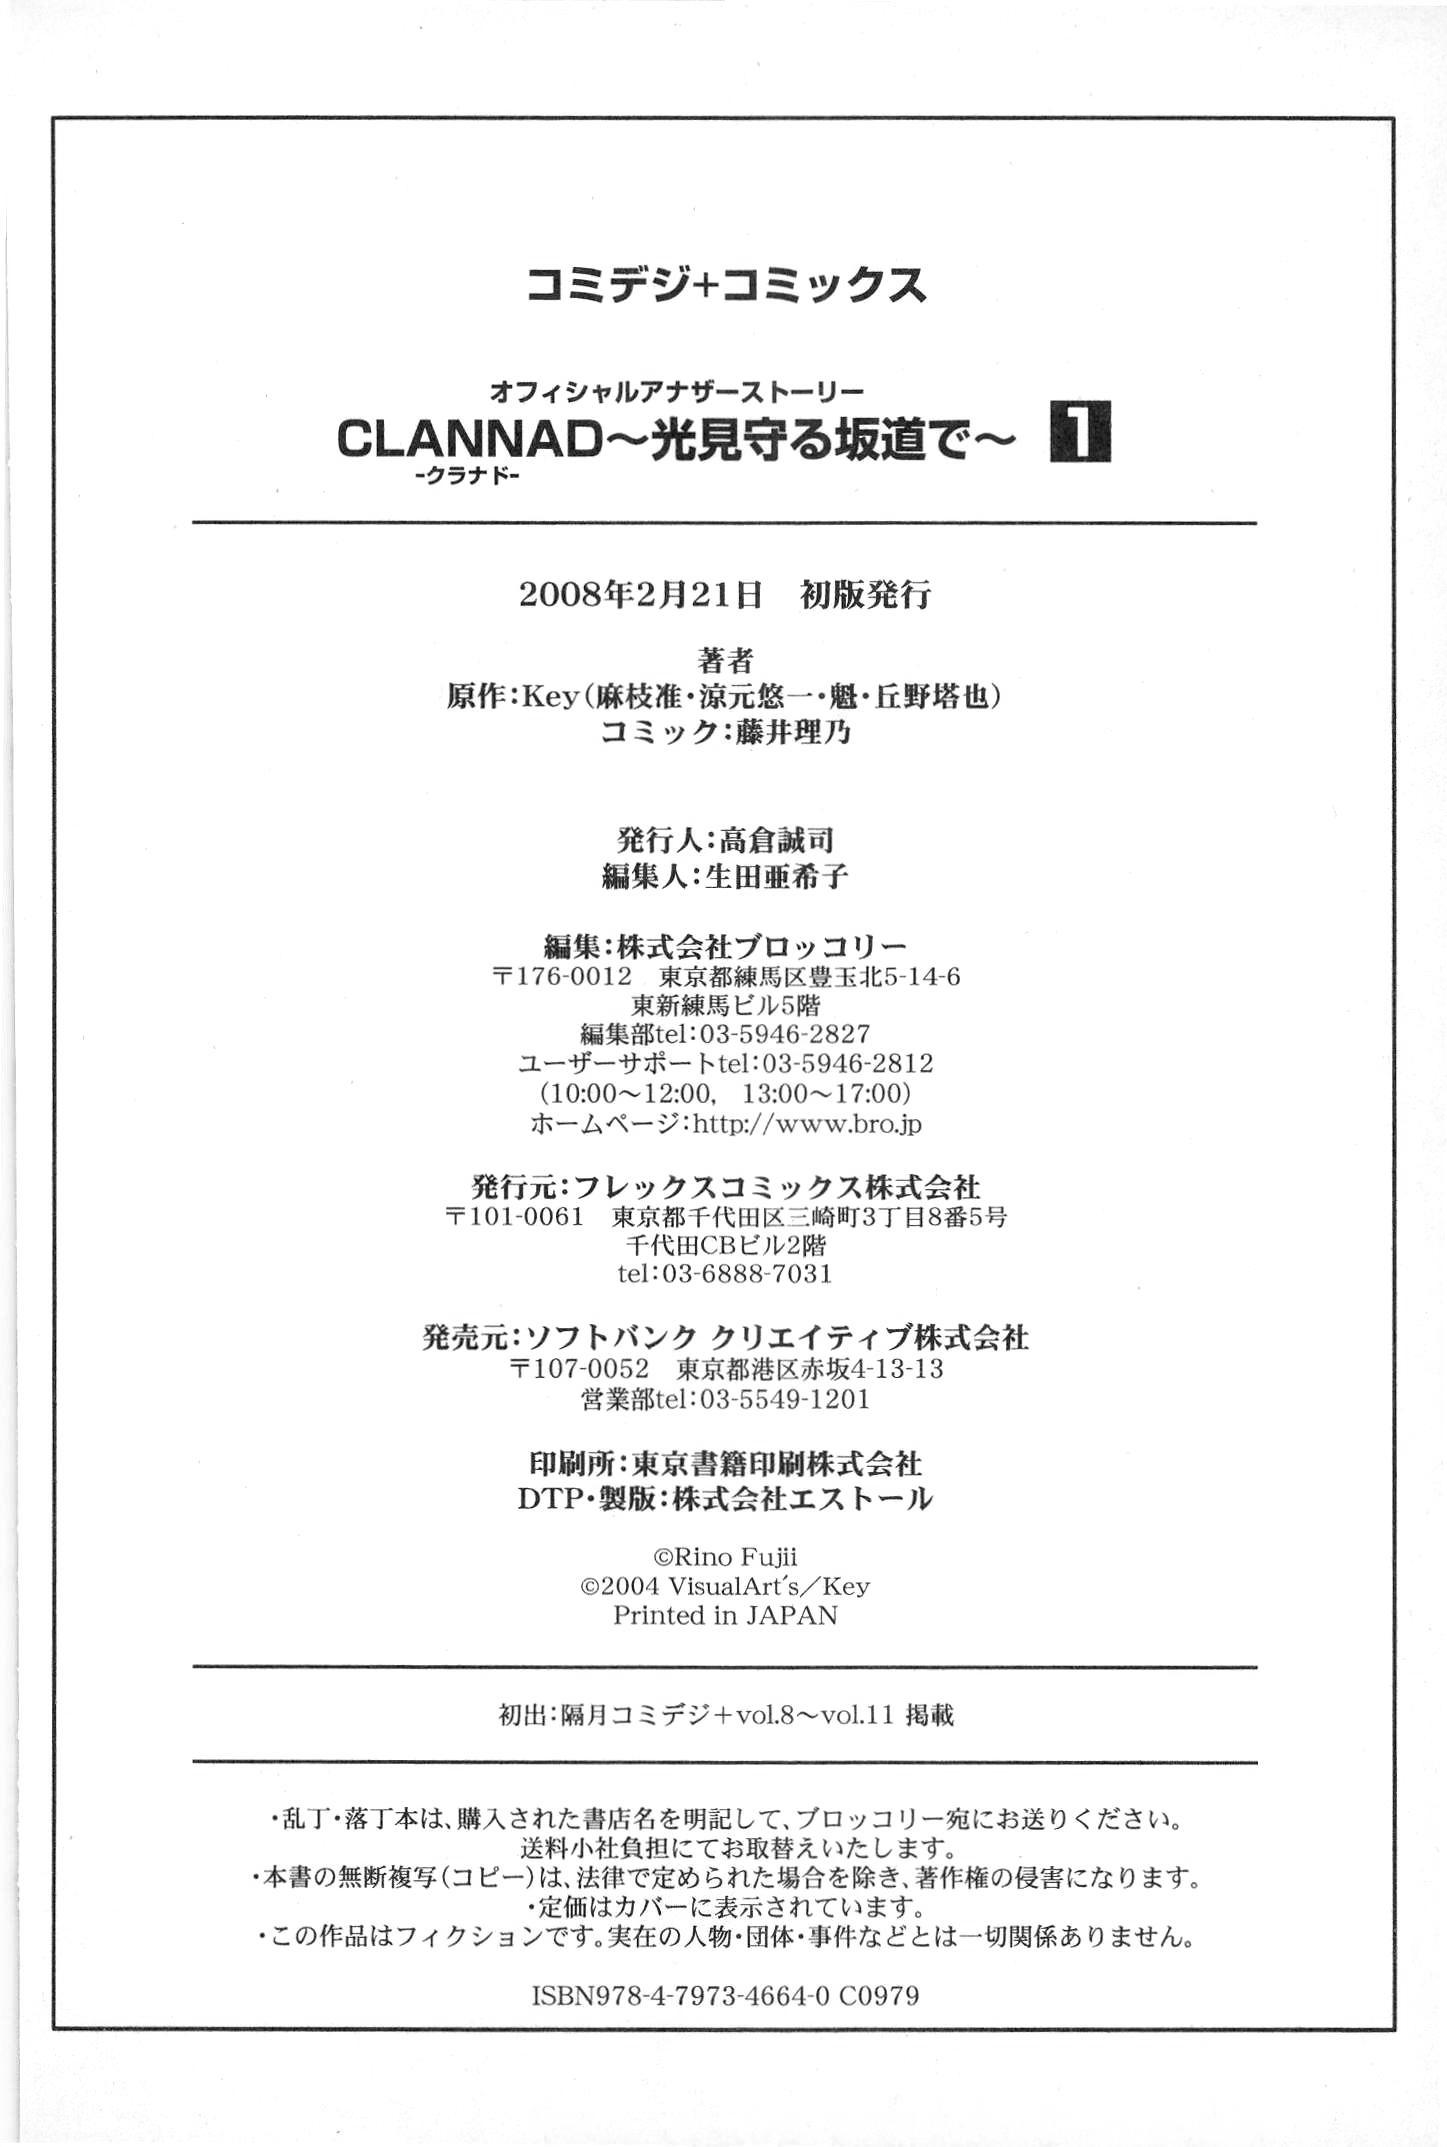 コミデジ+コミックス
オフィシャルアナザーストーリー
CLANNAD～光見守る坂道で～ 1
-クラナド-
2008年2月21日　初版発行
著者
原作：Key（麻枝准・涼元悠一・魁・丘野塔也）
コミック：藤井理乃
発行人：高倉誠司
編集人：生田亜希子
編集：株式会社ブロッコリー
〒176-0012　東京都練馬区豊玉北5-14-6
東新練馬ビル5階
編集部tel：03-5946-2827
ユーザーサポートtel：03-5946-2812
（10:00～12:00,　13:00～17:00）
ホームページ：http://www.bro.jp
発行元：フレックスコミックス株式会社
〒101-0061　東京都千代田区三崎町3丁目8番5号
千代田CBビル2階
tel：03-6888-7031
発売元：ソフトバンク クリエイティブ株式会社
〒107-0052　東京都港区赤坂4-13-13
営業部tel：03-5549-1201
印刷所：東京書籍印刷株式会社
DTP・製版：株式会社エストール
©Rino Fujii
©2004 VisualArt's／Key
Printed in JAPAN
初出：隔月コミデジ＋vol.8～vol.11 掲載
・乱丁・落丁本は、購入された書店名を明記して、ブロッコリー宛にお送りください。
送料小社負担にてお取替えいたします。
・本書の無断複写（コピー）は、法律で定められた場合を除き、著作権の侵害になります。
・定価はカバーに表示されています。
・この作品はフィクションです。実在の人物・団体・事件などとは一切関係ありません。
ISBN978-4-7973-4664-0 C0979